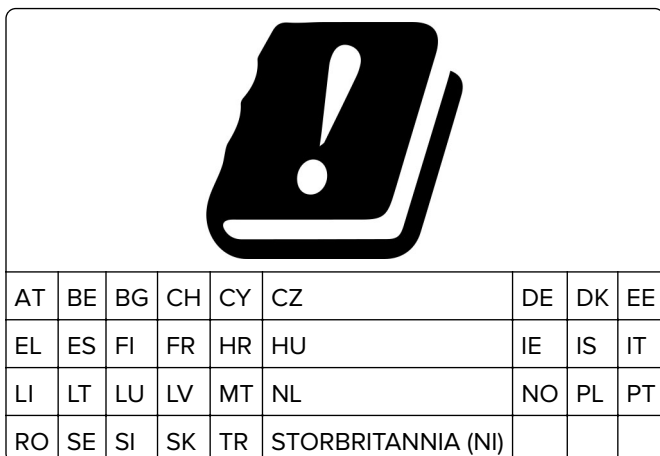 AT BE BG CH CY CZ DE DK EE
EL ES FI FR HR HU IE IS IT
LI LT LU LV MT NL NO PL PT
RO SE SI SK TR STORBRITANNIA (NI)